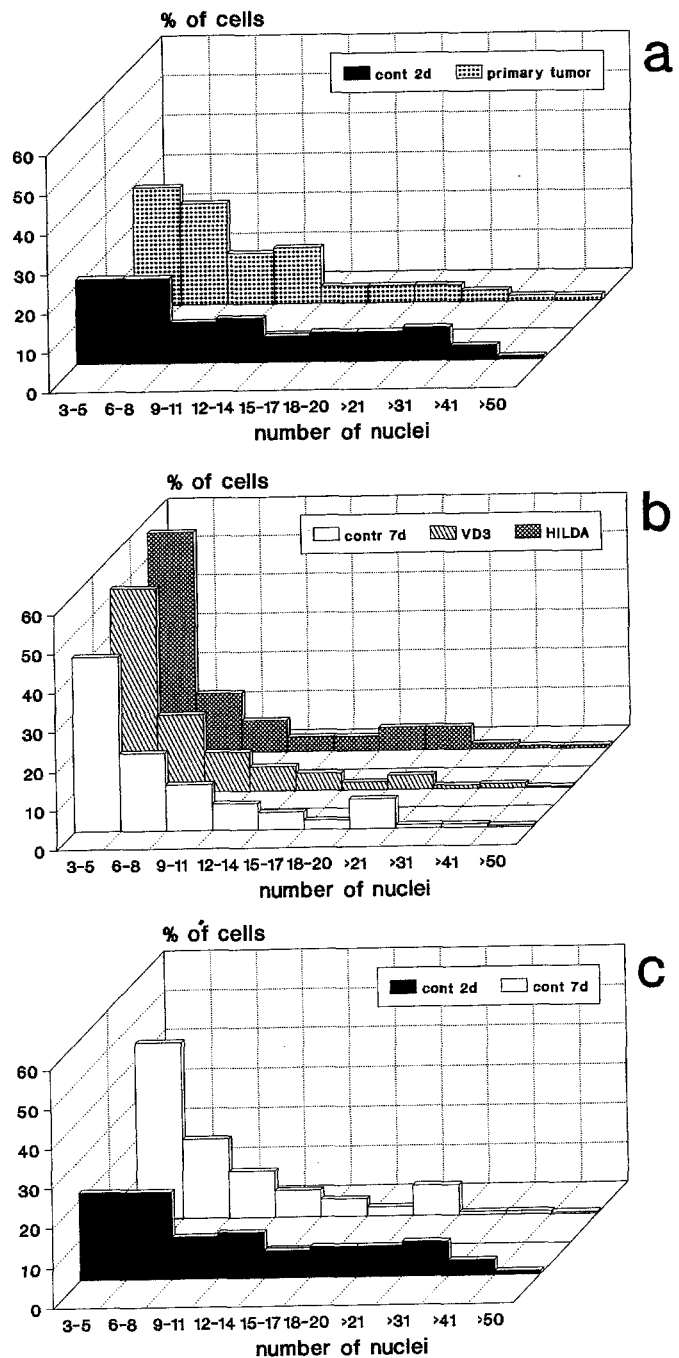 % of cells
a
cont 2d primary tumor
60
50
40
30
20
10
0
3-5 6-8 9-11 12-14 15-17 18-20 >21 >31 >41 >50
number of nuclei
% of cells
b
contr 7d VD3 HILDA
60
50
40
30
20
10
0
3-5 6-8 9-11 12-14 15-17 18-20 >21 >31 >41 >50
number of nuclei
% of cells
c
cont 2d cont 7d
60
50
40
30
20
10
0
3-5 6-8 9-11 12-14 15-17 18-20 >21 >31 >41 >50
number of nuclei